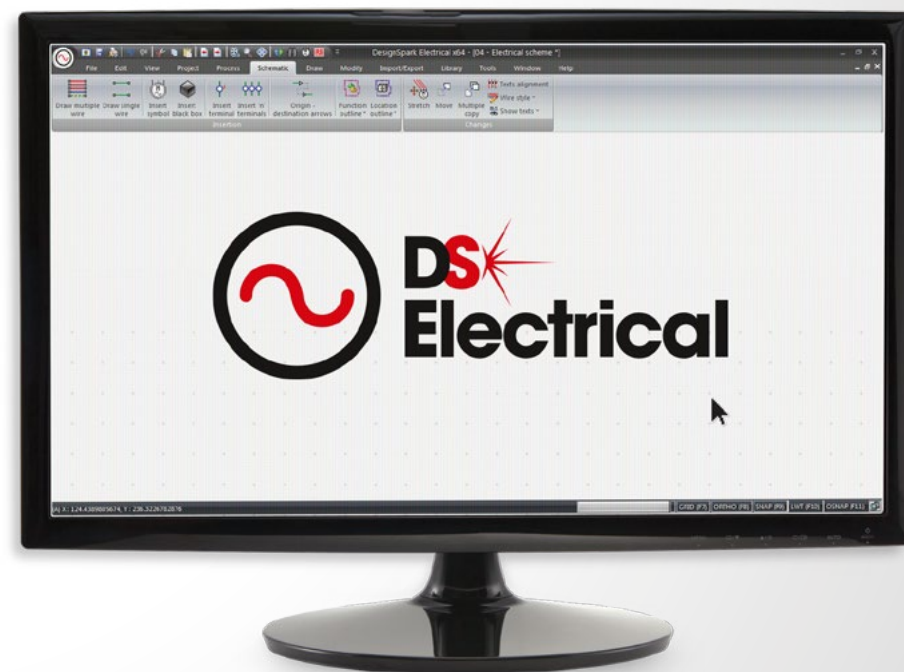 DesignSpark Electrical x64 - [04 - Electrical scheme *]
File Edit View Project Process Schematic Draw Modify Import/Export Library Tools Window Help
Draw multiple wire
Draw single wire
Insert symbol
Insert black box
Insert terminal
Insert 'n' terminals
Origin - destination arrows
Function outline
Location outline
Stretch
Move
Multiple copy
Texts alignment
Wire style
Show texts
Insertion
Changes
DS
Electrical
GRID (F7) ORTHO (F8) SNAP (F9) LWT (F10) OSNAP (F11)